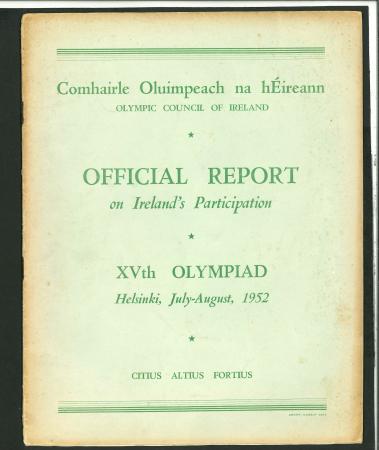 Comhairle Oluimpeach na hÉireann
OLYMPIC COUNCIL OF IRELAND
OFFICIAL REPORT
on Ireland's Participation
XVth OLYMPIAD
Helsinki, July-August, 1952
CITIUS ALTIUS FORTIUS